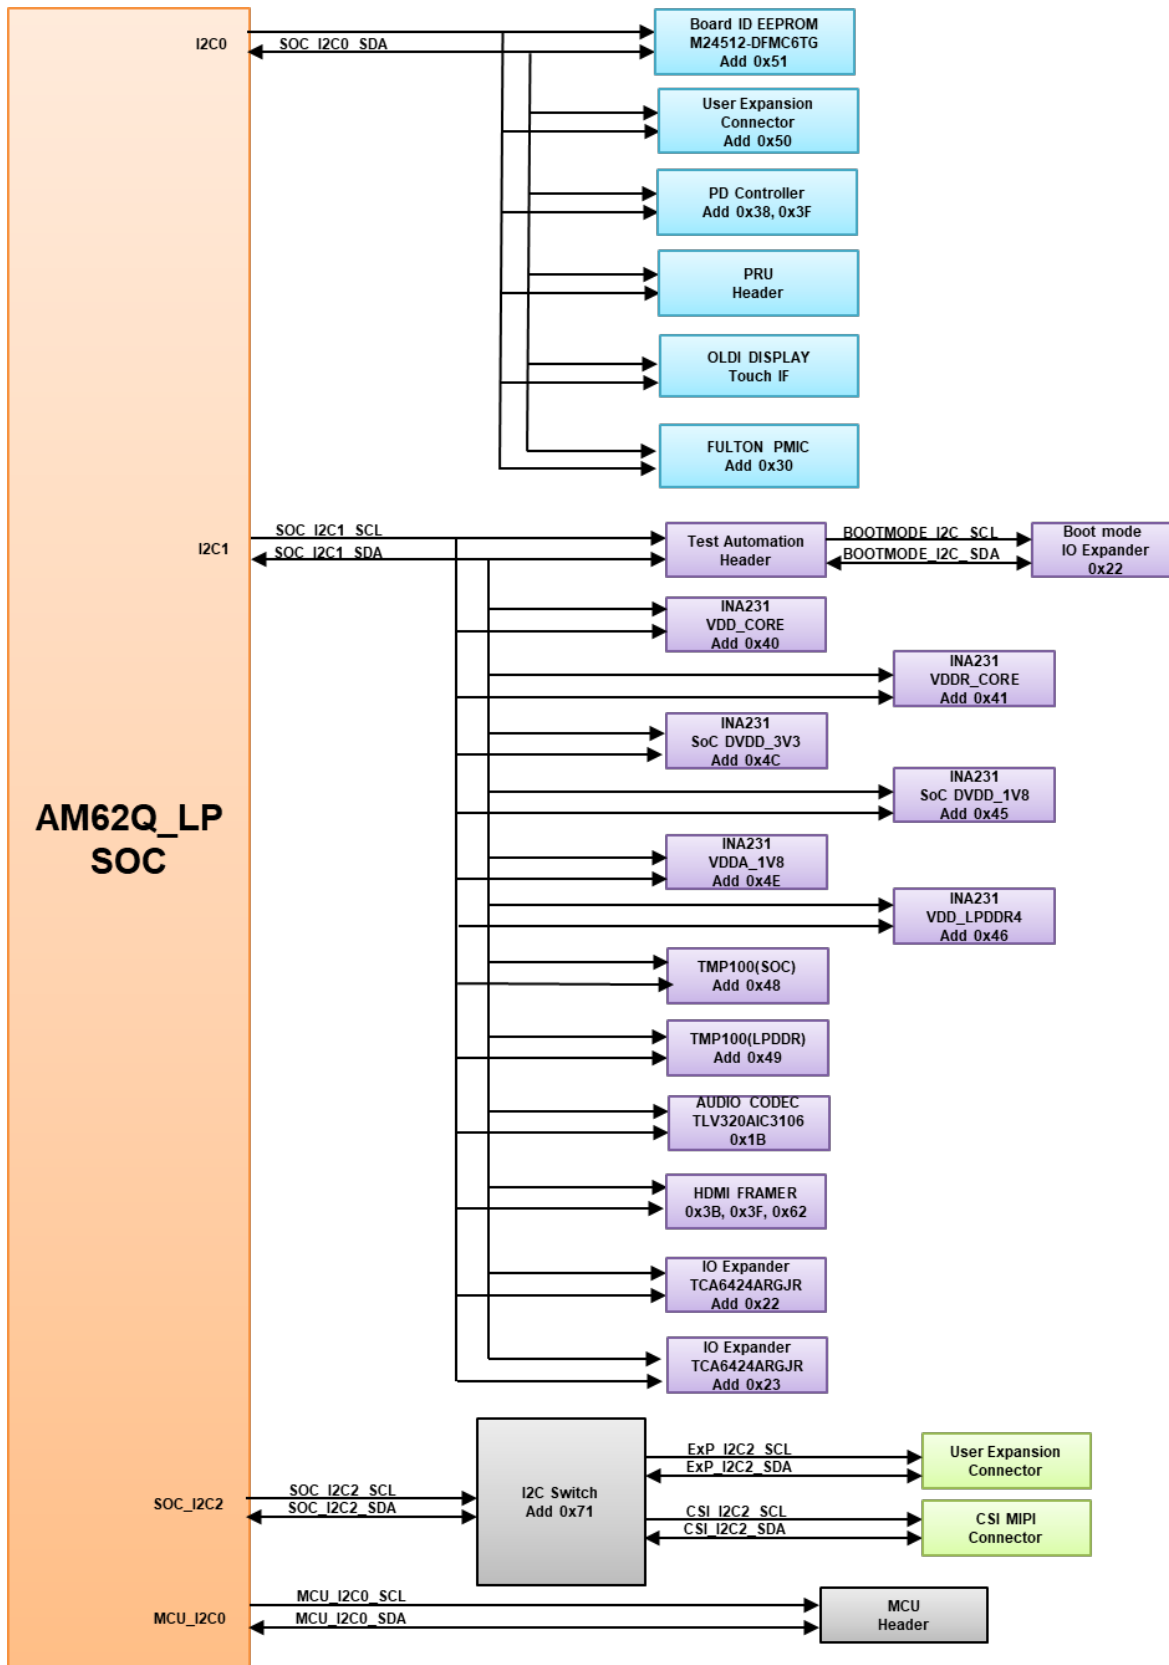 I2C0
SOC_I2C0_SDA
Board ID EEPROM
M24512-DFMC6TG
Add 0x51
User Expansion
Connector
Add 0x50
PD Controller
Add 0x38, 0x3F
PRU
Header
OLDI DISPLAY
Touch IF
FULTON PMIC
Add 0x30
I2C1
SOC_I2C1_SCL
SOC_I2C1_SDA
Test Automation
Header
BOOTMODE_I2C_SCL
BOOTMODE_I2C_SDA
Boot mode
IO Expander
0x22
INA231
VDD_CORE
Add 0x40
INA231
VDDR_CORE
Add 0x41
INA231
SoC DVDD_3V3
Add 0x4C
INA231
SoC DVDD_1V8
Add 0x45
AM62Q_LP
SOC
INA231
VDDA_1V8
Add 0x4E
INA231
VDD_LPDDR4
Add 0x46
TMP100(SOC)
Add 0x48
TMP100(LPDDR)
Add 0x49
AUDIO CODEC
TLV320AIC3106
0x1B
HDMI FRAMER
0x3B, 0x3F, 0x62
IO Expander
TCA6424ARGJR
Add 0x22
IO Expander
TCA6424ARGJR
Add 0x23
SOC_I2C2
SOC_I2C2_SCL
SOC_I2C2_SDA
I2C Switch
Add 0x71
ExP_I2C2_SCL
ExP_I2C2_SDA
User Expansion
Connector
CSI_I2C2_SCL
CSI_I2C2_SDA
CSI MIPI
Connector
MCU_I2C0
MCU_I2C0_SCL
MCU_I2C0_SDA
MCU
Header